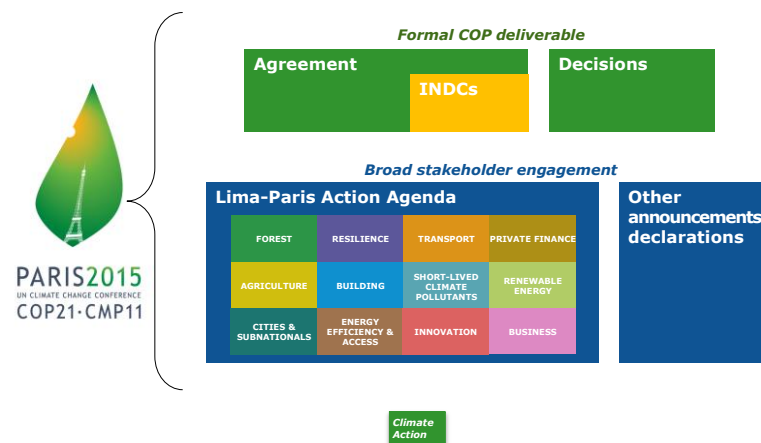 Formal COP deliverable
Agreement
INDCs
Decisions
PARIS2015
UN CLIMATE CHANGE CONFERENCE
COP21·CMP11
Broad stakeholder engagement
Lima-Paris Action Agenda
FOREST
RESILIENCE
TRANSPORT
PRIVATE FINANCE
AGRICULTURE
BUILDING
SHORT-LIVED
CLIMATE
POLLUTANTS
RENEWABLE
ENERGY
CITIES &
SUBNATIONALS
ENERGY
EFFICIENCY &
ACCESS
INNOVATION
BUSINESS
Other
announcements
declarations
Climate
Action